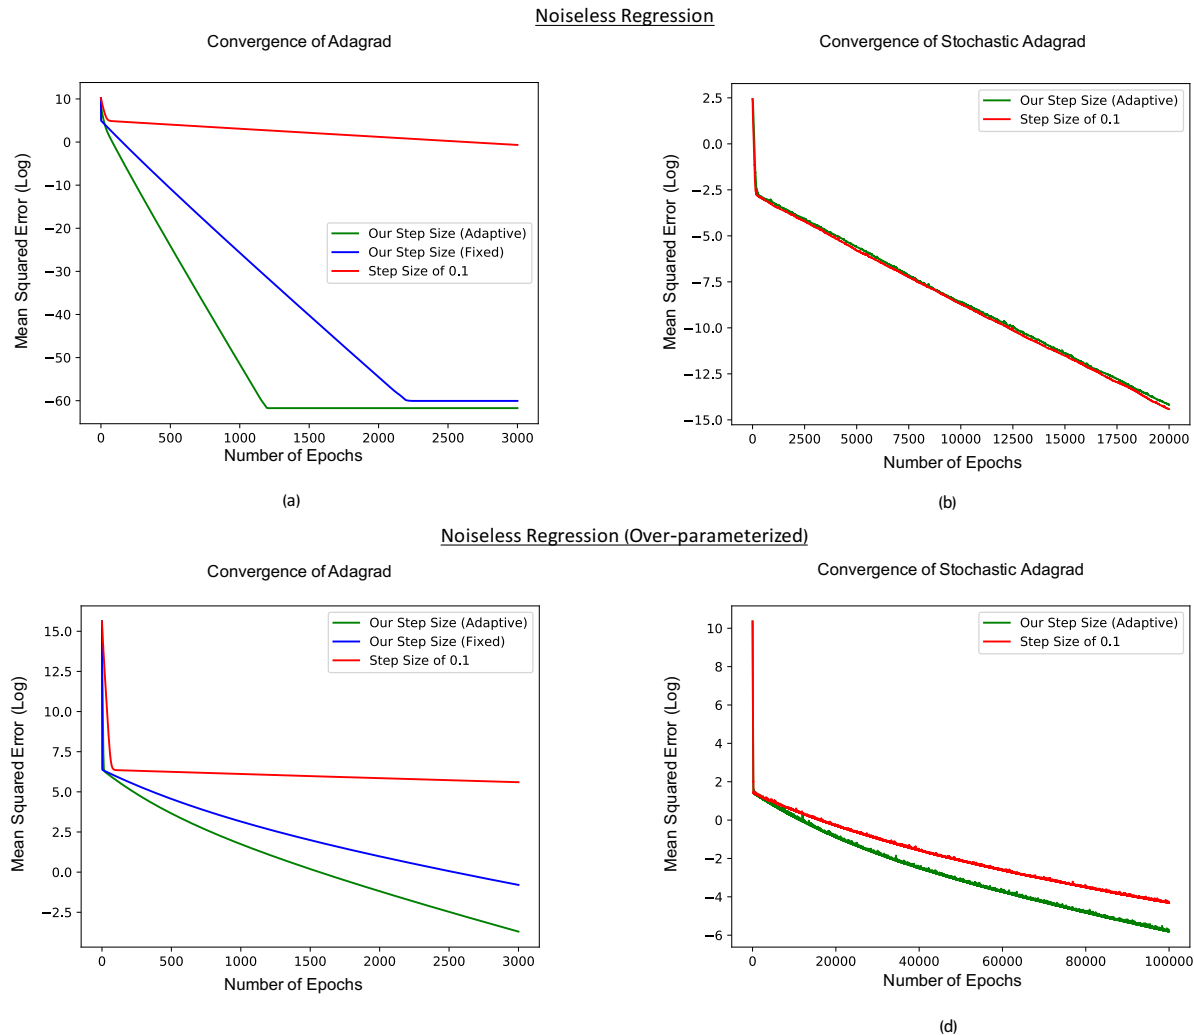 Noiseless Regression
Convergence of Adagrad
Mean Squared Error (Log)
10
0
−10
−20
−30
−40
−50
−60
Our Step Size (Adaptive)
Our Step Size (Fixed)
Step Size of 0.1
0 500 1000 1500 2000 2500 3000
Number of Epochs
(a)
Convergence of Stochastic Adagrad
Mean Squared Error (Log)
2.5
0.0
−2.5
−5.0
−7.5
−10.0
−12.5
−15.0
Our Step Size (Adaptive)
Step Size of 0.1
0 2500 5000 7500 10000 12500 15000 17500 20000
Number of Epochs
(b)
Noiseless Regression (Over-parameterized)
Convergence of Adagrad
Mean Squared Error (Log)
15.0
12.5
10.0
7.5
5.0
2.5
0.0
−2.5
Our Step Size (Adaptive)
Our Step Size (Fixed)
Step Size of 0.1
0 500 1000 1500 2000 2500 3000
Number of Epochs
Convergence of Stochastic Adagrad
Mean Squared Error (Log)
10
8
6
4
2
0
−2
−4
−6
Our Step Size (Adaptive)
Step Size of 0.1
0 20000 40000 60000 80000 100000
Number of Epochs
(d)